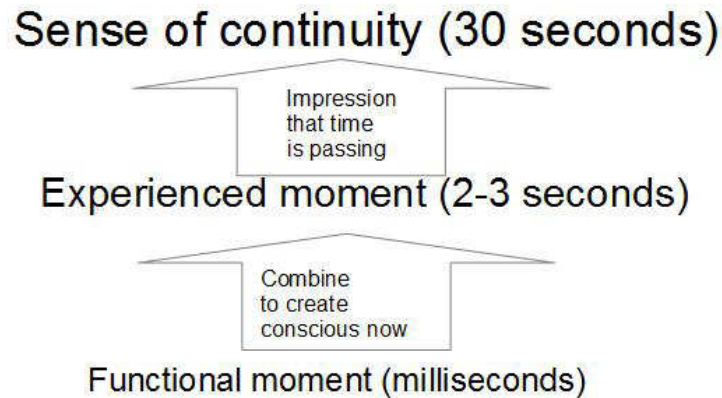 Sense of continuity (30 seconds)
Impression
that time
is passing
Experienced moment (2-3 seconds)
Combine
to create
conscious now
Functional moment (milliseconds)